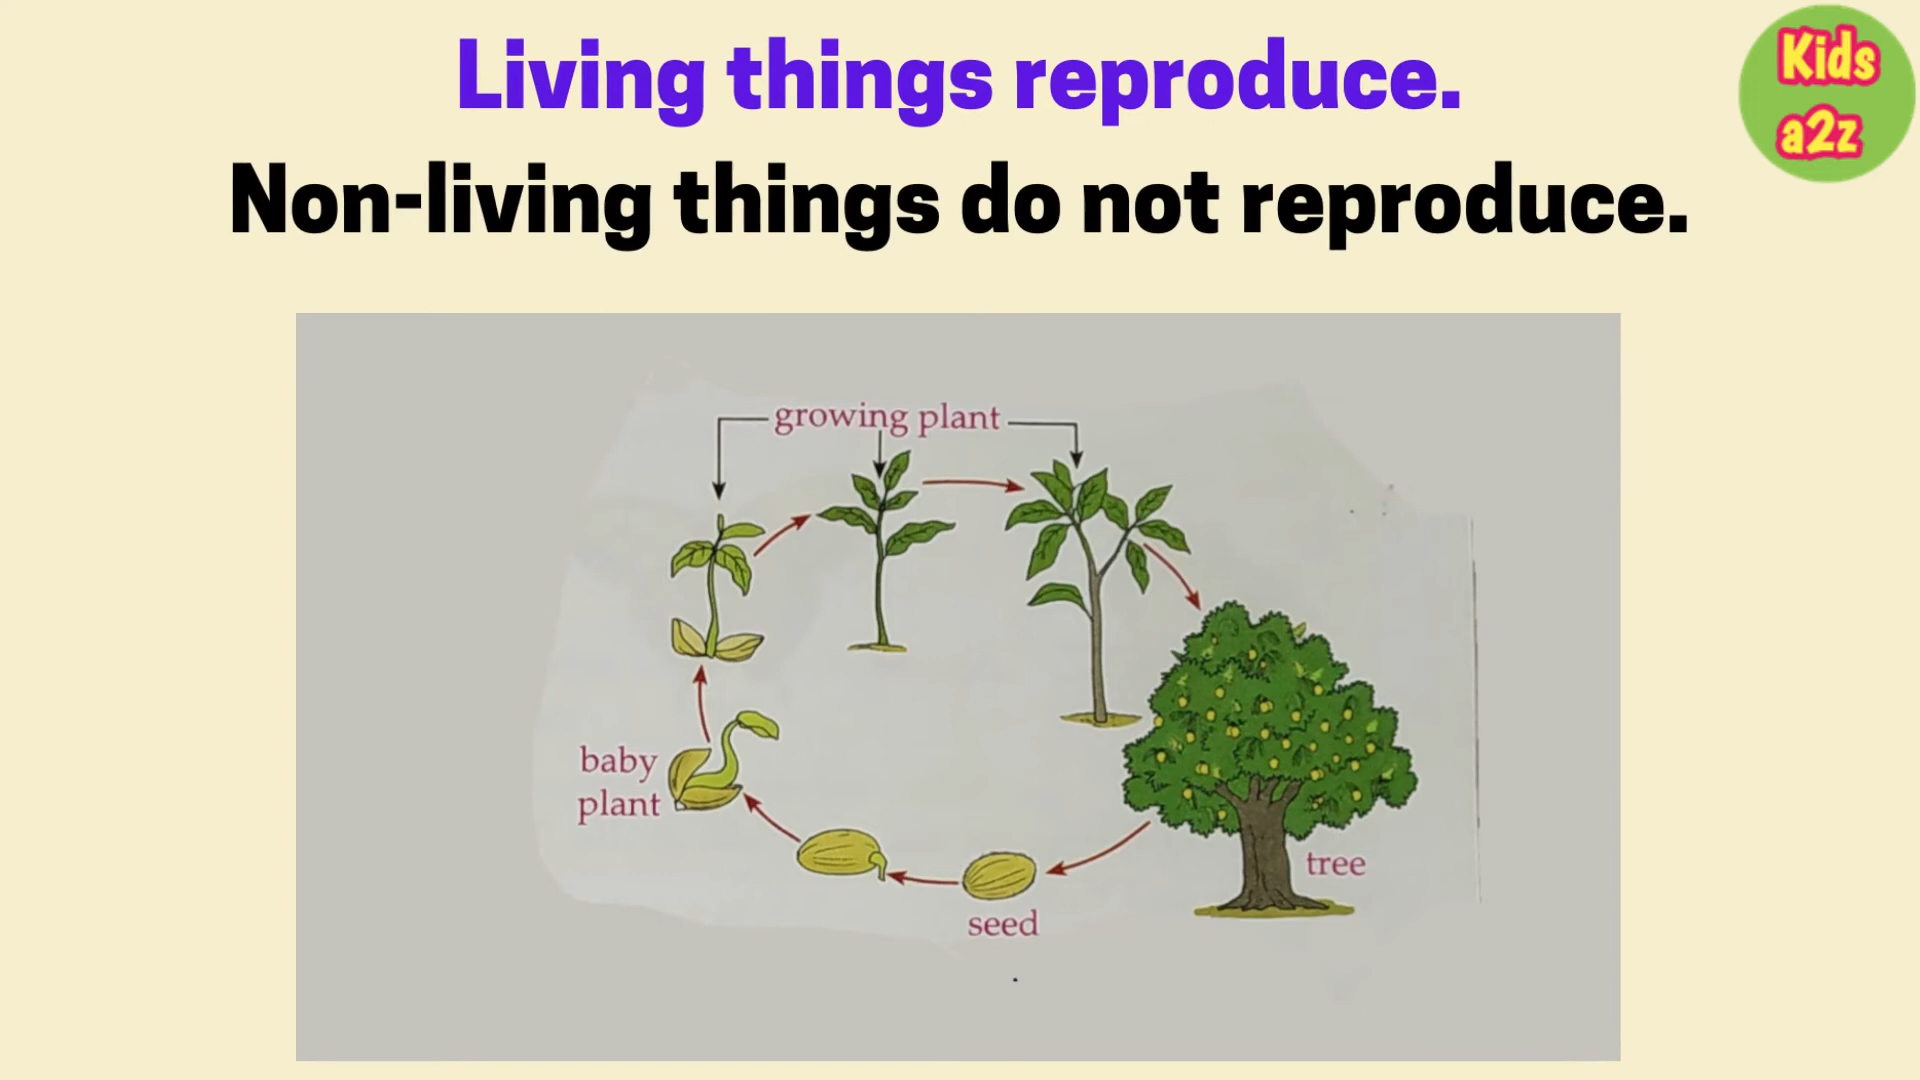 Living things reproduce.
Non-living things do not reproduce.
Kids
a2z
growing plant
baby
plant
tree
seed